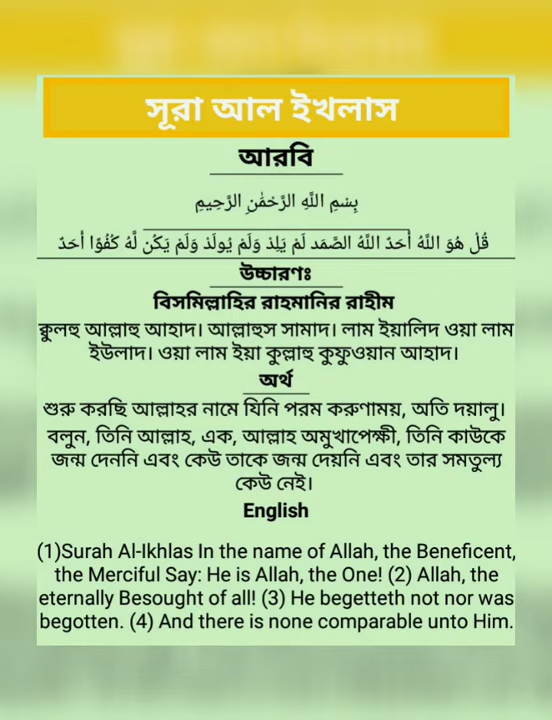 সূরা আল ইখলাস
আরবি
بِسْمِ اللَّهِ الرَّحْمَٰنِ الرَّحِيمِ
قُلْ هُوَ اللَّهُ أَحَدٌ اللَّهُ الصَّمَد لَمْ يَلِدْ وَلَمْ يُولَدْ وَلَمْ يَكُن لَّهُ كُفُوًا أَحَدٌ
উচ্চারণঃ
বিসমিল্লাহির রাহমানির রাহীম
ক্বুলহু আল্লাহু আহাদ। আল্লাহুস সামাদ। লাম ইয়ালিদ ওয়া লাম
ইউলাদ। ওয়া লাম ইয়া কুল্লাহু কুফুওয়ান আহাদ।
অর্থ
শুরু করছি আল্লাহর নামে যিনি পরম করুণাময়, অতি দয়ালু।
বলুন, তিনি আল্লাহ, এক, আল্লাহ অমুখাপেক্ষী, তিনি কাউকে
জন্ম দেননি এবং কেউ তাকে জন্ম দেয়নি এবং তার সমতুল্য
কেউ নেই।
English
(1)Surah Al-Ikhlas In the name of Allah, the Beneficent,
the Merciful Say: He is Allah, the One! (2) Allah, the
eternally Besought of all! (3) He begetteth not nor was
begotten. (4) And there is none comparable unto Him.